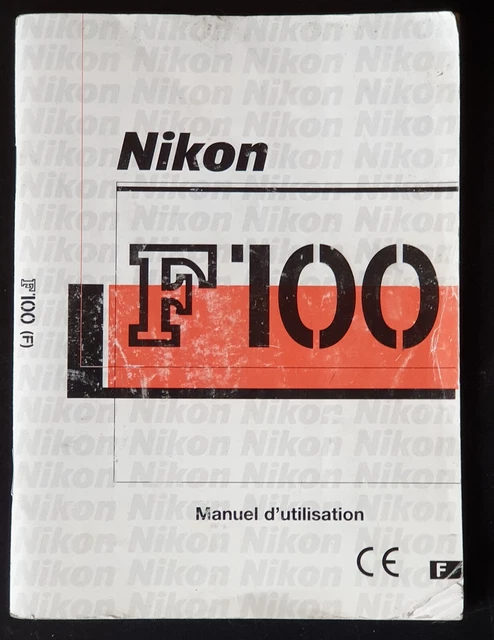 Nikon
F100
F100 (F)
Manuel d'utilisation
CE
F